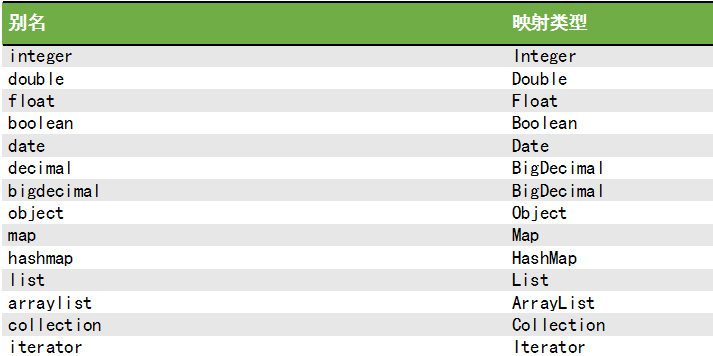 别名 映射类型
integer Integer
double Double
float Float
boolean Boolean
date Date
decimal BigDecimal
bigdecimal BigDecimal
object Object
map Map
hashmap HashMap
list List
arraylist ArrayList
collection Collection
iterator Iterator